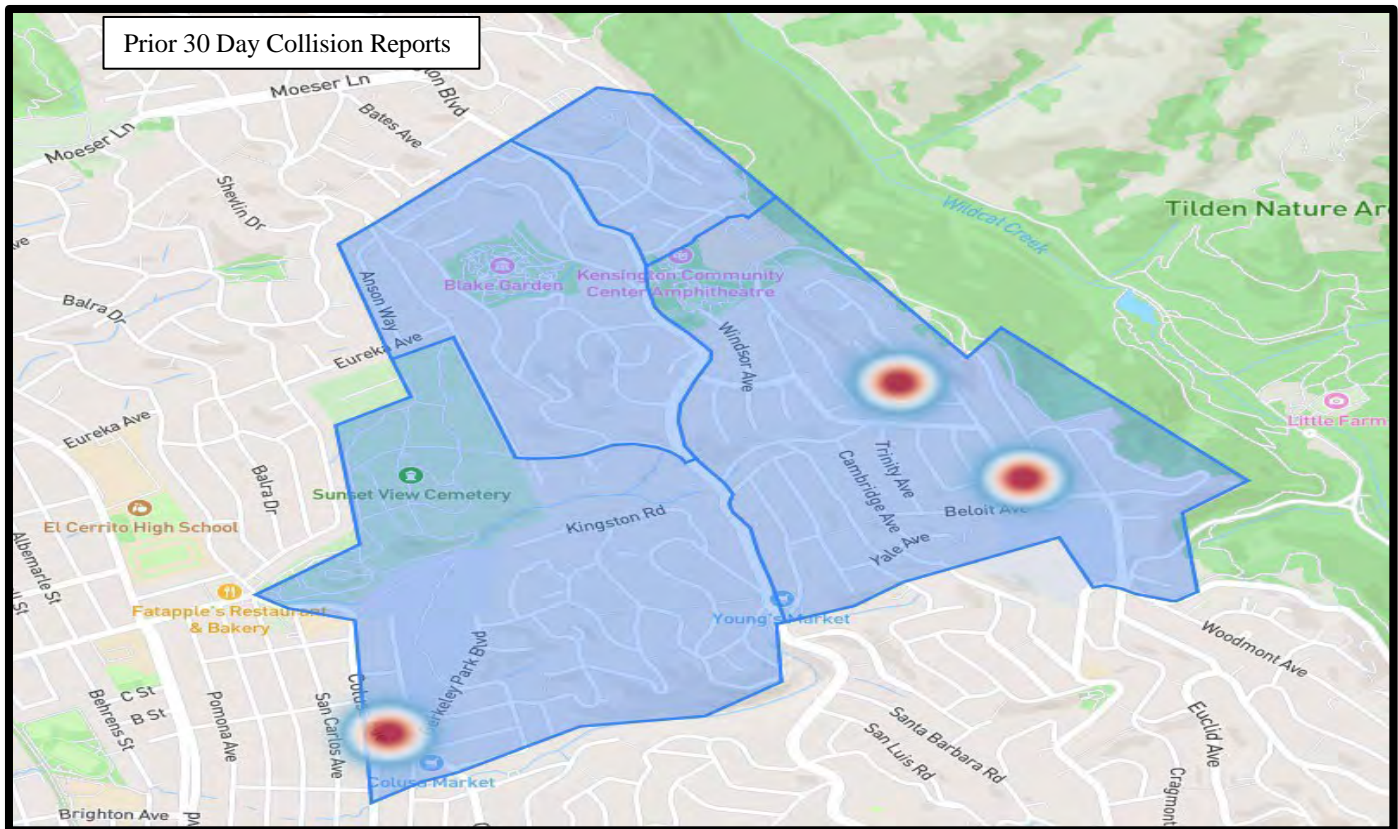 Prior 30 Day Collision Reports
Moeser Ln
Moeser Ln
Bates Ave
Blvd
Shevlin Dr
Tilden Nature Ar
Wildcat Creek
Kensington Community
Center Amphitheatre
Blake Garden
Anson Way
Balra Dr
Eureka Ave
Windsor Ave
Little Farm
Eureka Ave
Balra Dr
Trinity Ave
Cambridge Ave
Sunset View Cemetery
El Cerrito High School
Kingston Rd
Beloit Ave
Yale Ave
Albemarle St
Fatapple's Restaurant
& Bakery
Young's Market
Woodmont Ave
C St
B St
Behrens St
Pomona Ave
San Carlos Ave
erkeley Park Blvd
Santa Barbara Rd
San Luis Rd
Euclid Ave
Colusa Market
Cragmont
Brighton Ave